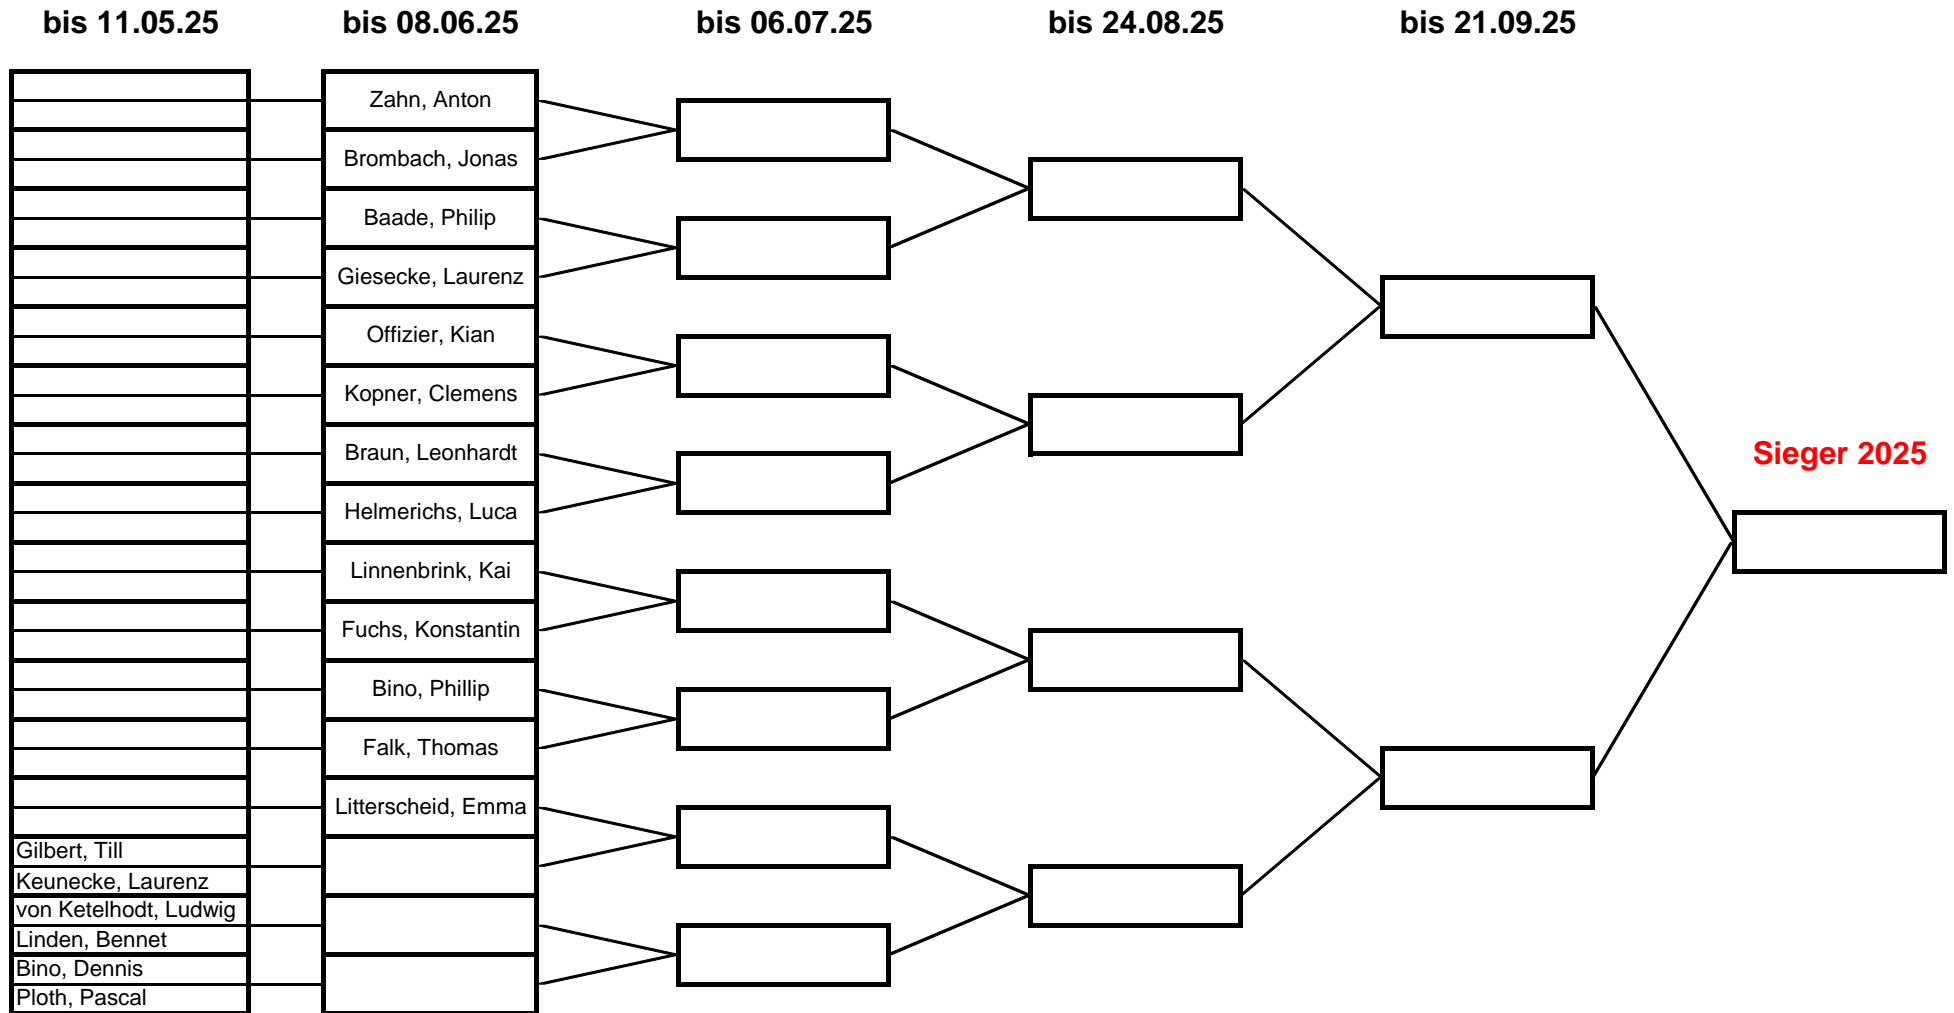 bis 11.05.25 bis 08.06.25 bis 06.07.25 bis 24.08.25 bis 21.09.25
Zahn, Anton
Brombach, Jonas
Baade, Philip
Giesecke, Laurenz
Offizier, Kian
Kopner, Clemens
Braun, Leonhardt
Sieger 2025
Helmerichs, Luca
Linnenbrink, Kai
Fuchs, Konstantin
Bino, Phillip
Falk, Thomas
Litterscheid, Emma
Gilbert, Till
Keunecke, Laurenz
von Ketelhodt, Ludwig
Linden, Bennet
Bino, Dennis
Ploth, Pascal